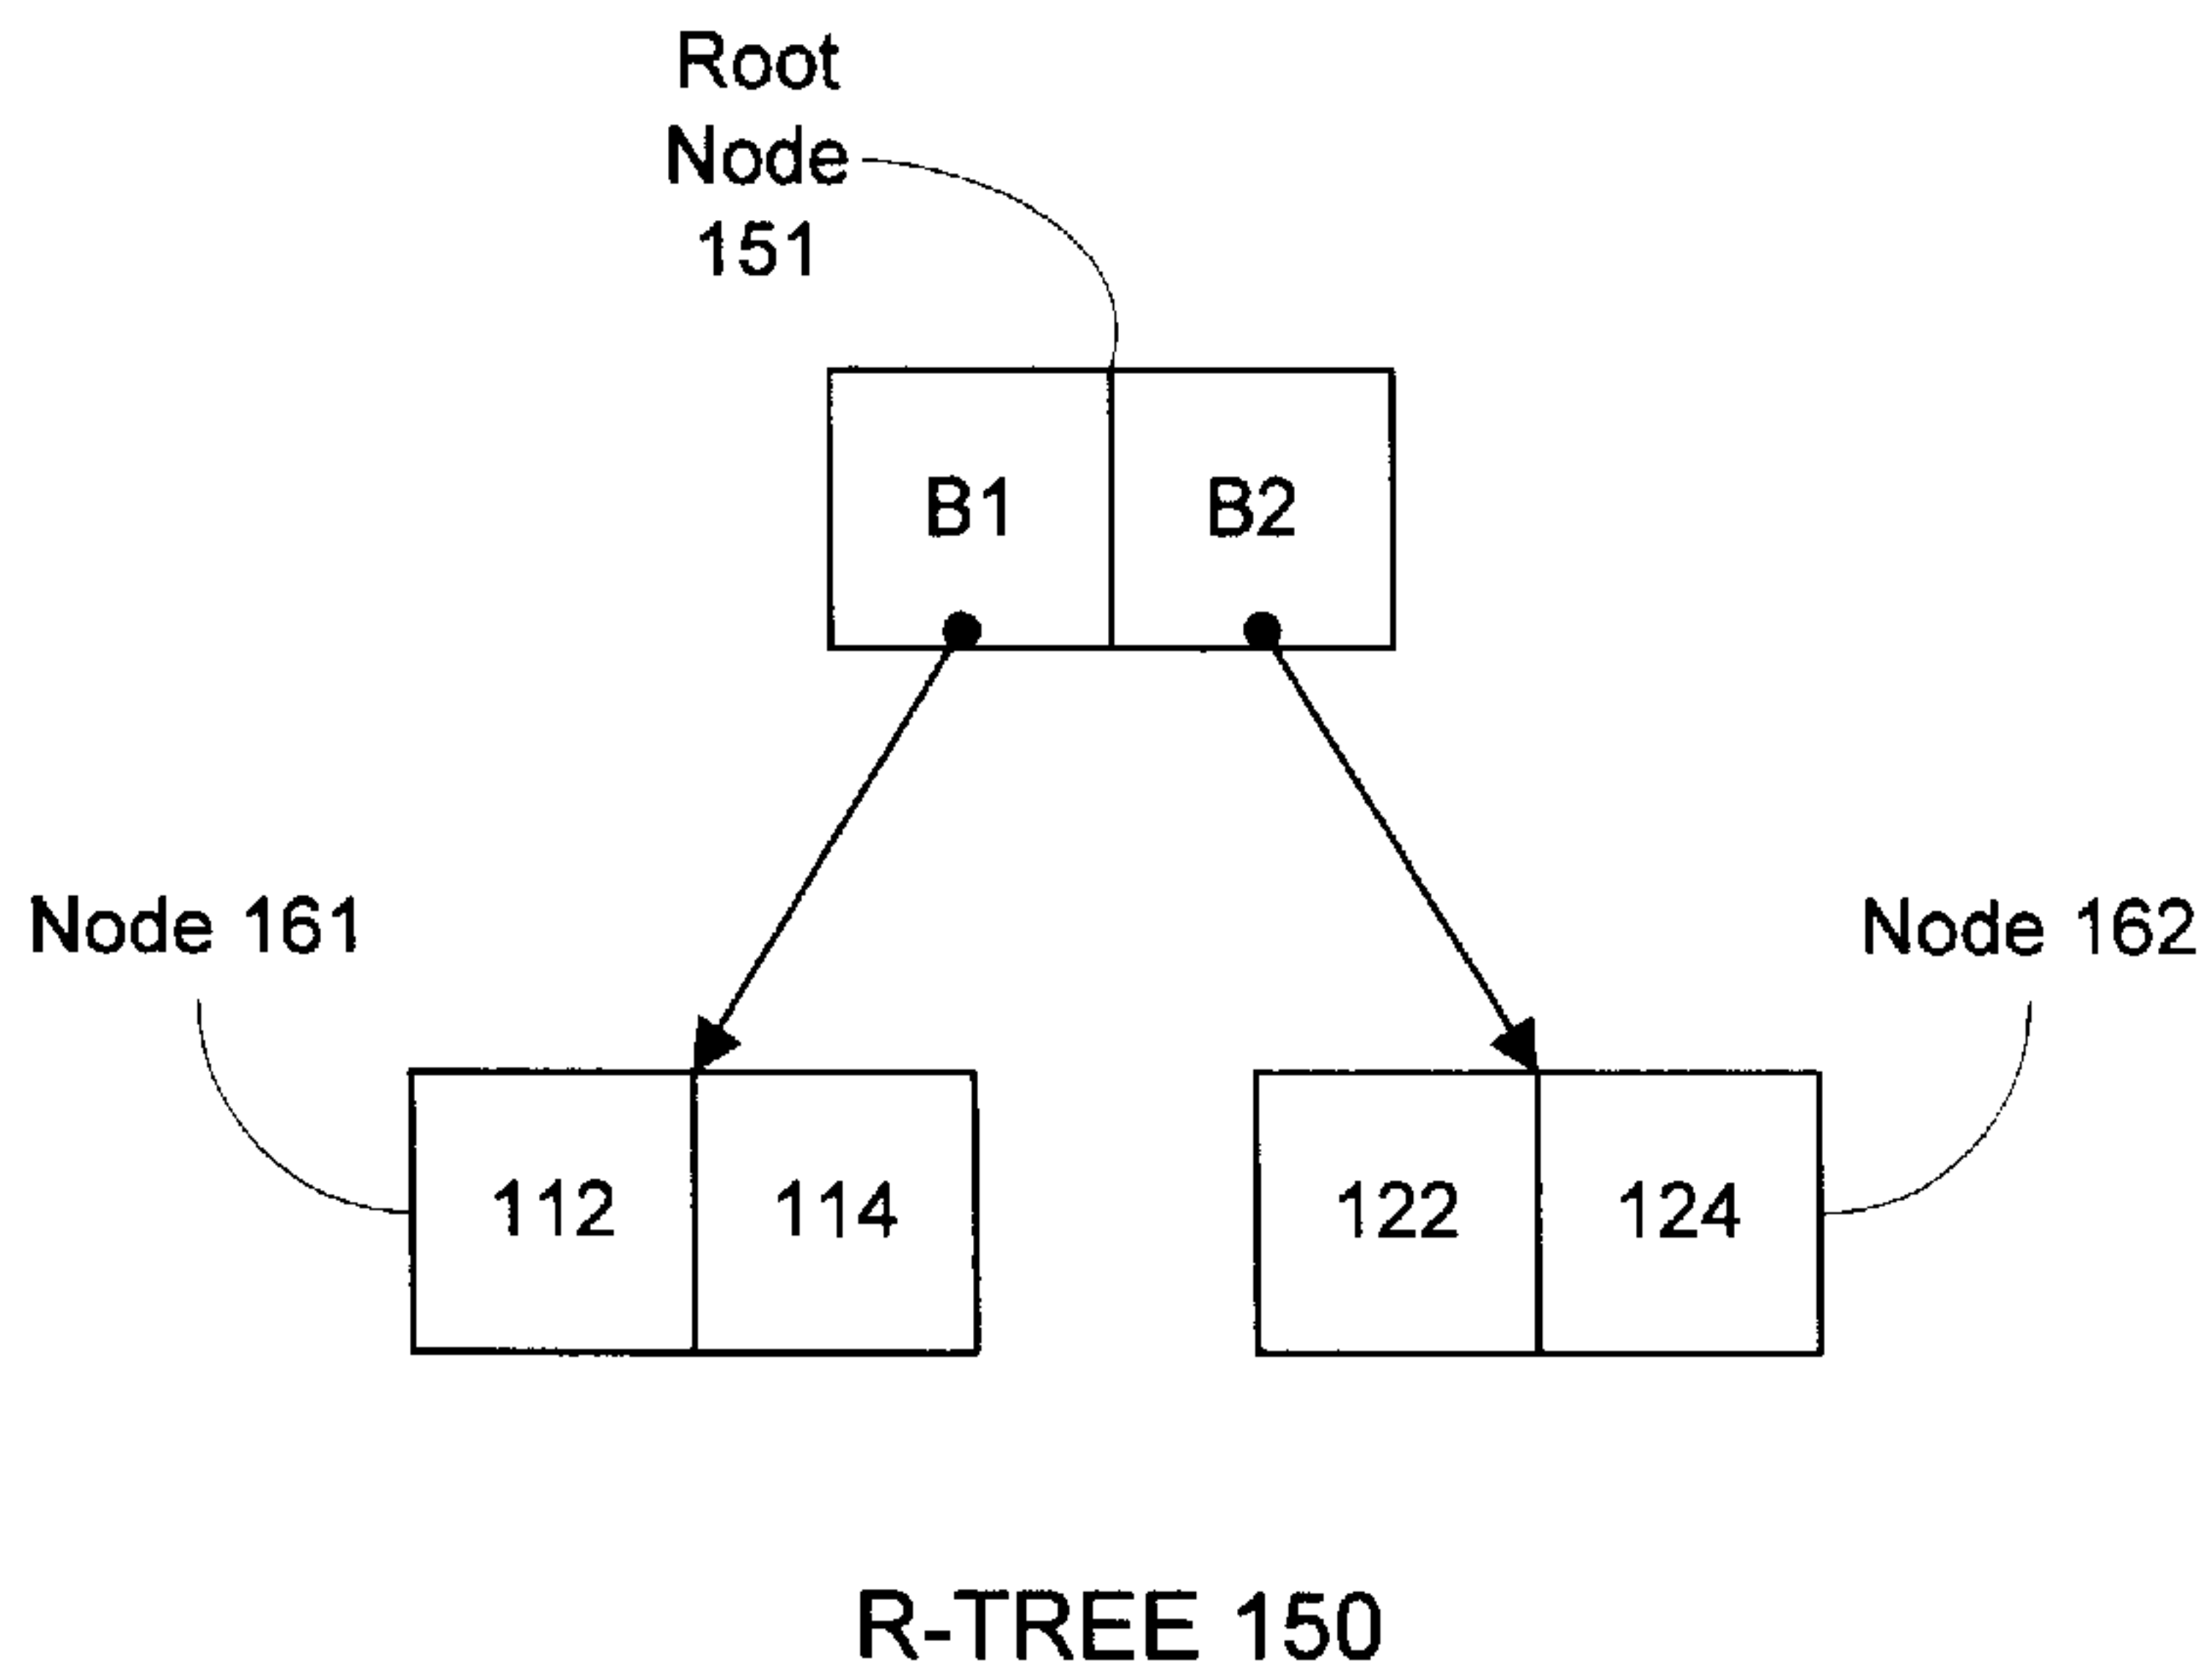 Root
Node
151
B1
B2
Node 161
Node 162
112
114
122
124
R-TREE 150